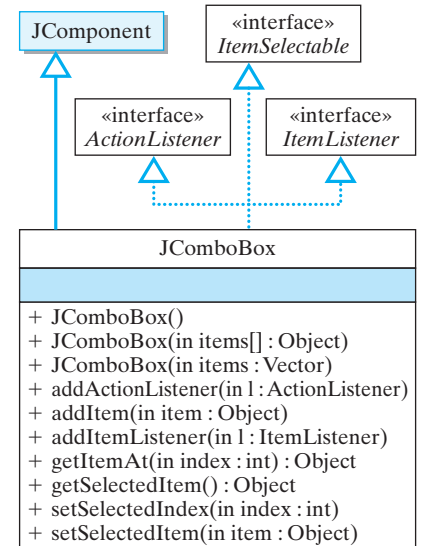 JComponent
«interface»
ItemSelectable
«interface»
ActionListener
«interface»
ItemListener
JComboBox
+ JComboBox()
+ JComboBox(in items[] : Object)
+ JComboBox(in items : Vector)
+ addActionListener(in l : ActionListener)
+ addItem(in item : Object)
+ addItemListener(in l : ItemListener)
+ getItemAt(in index : int) : Object
+ getSelectedItem() : Object
+ setSelectedIndex(in index : int)
+ setSelectedItem(in item : Object)